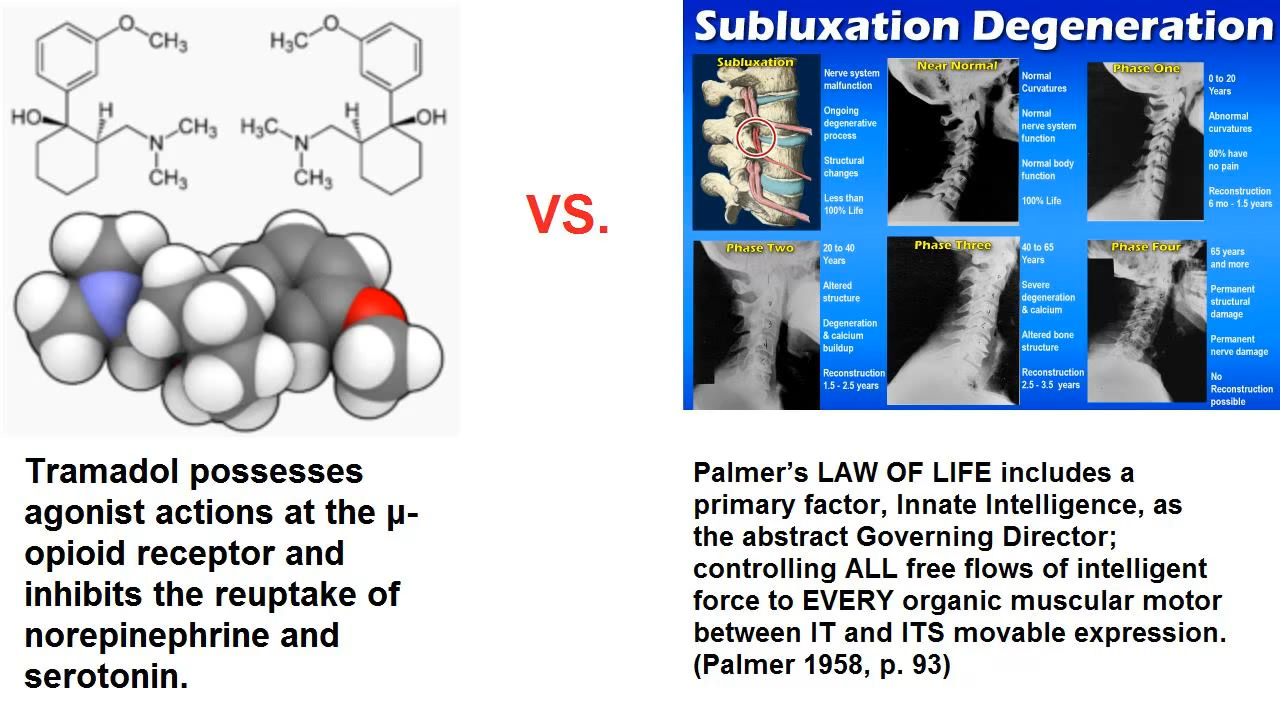 O
CH₃
HO
H
N
CH₃
CH₃
H₃C
O
H
OH
H₃C
N
CH₃
Tramadol possesses
agonist actions at the µ-
opioid receptor and
inhibits the reuptake of
norepinephrine and
serotonin.
VS.
Subluxation Degeneration
Subluxation
Nerve system
malfunction
Ongoing
degenerative
process
Structural
changes
Less than
100% Life
Near Normal
Normal
Curvatures
Normal
nerve system
function
Normal body
function
100% Life
Phase One
0 to 20
Years
Abnormal
curvatures
80% have
no pain
Reconstruction
6 mo - 1.5 years
Phase Two
20 to 40
Years
Altered
structure
Degeneration
& calcium
buildup
Reconstruction
1.5 - 2.5 years
Phase Three
40 to 65
Years
Severe
degeneration
& calcium
Altered bone
structure
Reconstruction
2.5 - 3.5 years
Phase Four
65 years
and more
Permanent
structural
damage
Permanent
nerve damage
No
Reconstruction
possible
Palmer’s LAW OF LIFE includes a
primary factor, Innate Intelligence, as
the abstract Governing Director;
controlling ALL free flows of intelligent
force to EVERY organic muscular motor
between IT and ITS movable expression.
(Palmer 1958, p. 93)